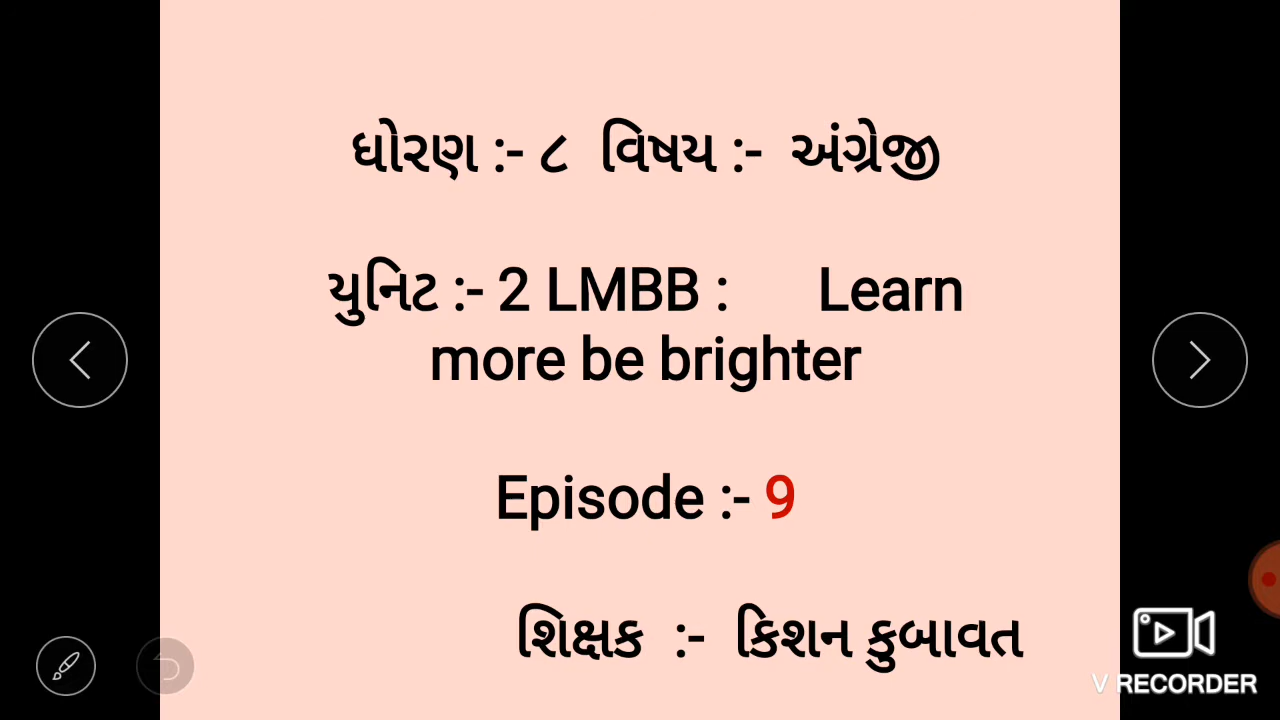 ધોરણ :- ૮ વિષય :- અંગ્રેજી
યુનિટ :- 2 LMBB : Learn
more be brighter
Episode :- 9
શિક્ષક :- કિશન કુબાવત
V RECORDER